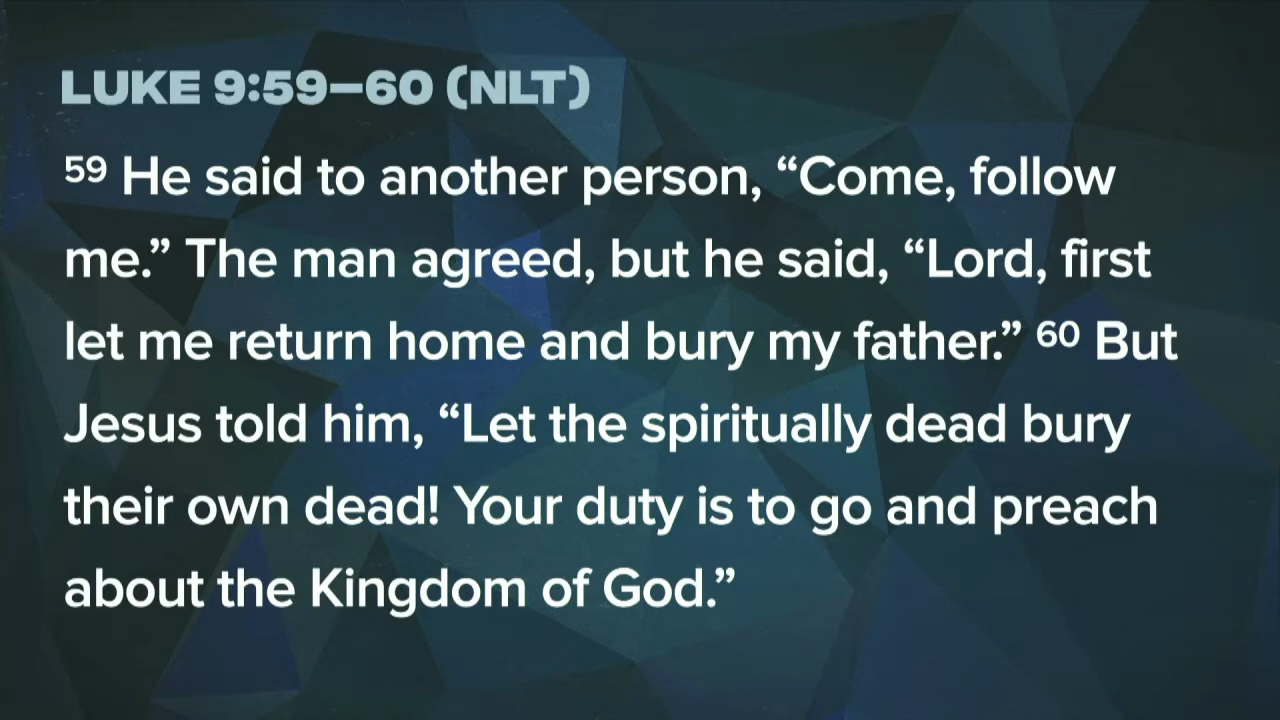 LUKE 9:59–60 (NLT)
⁵⁹ He said to another person, “Come, follow
me.” The man agreed, but he said, “Lord, first
let me return home and bury my father.” ⁶⁰ But
Jesus told him, “Let the spiritually dead bury
their own dead! Your duty is to go and preach
about the Kingdom of God.”